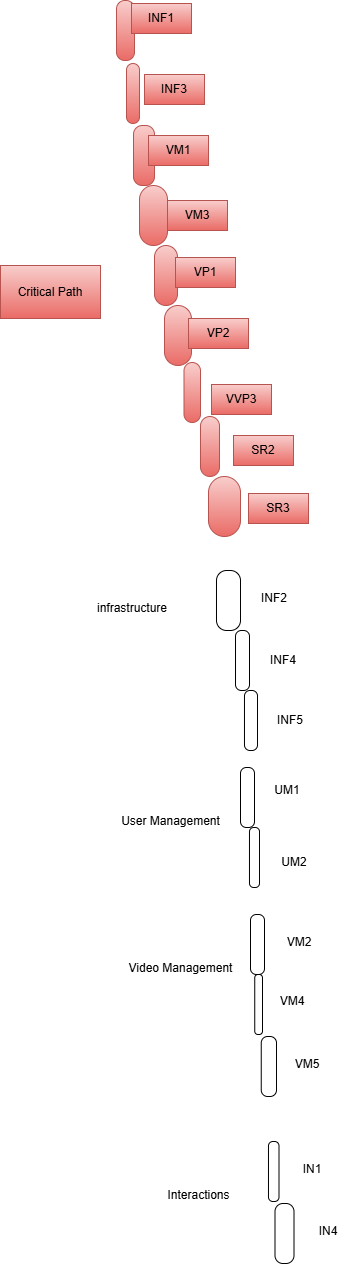 INF1
INF3
VM1
VM3
VP1
Critical Path
VP2
VVP3
SR2
SR3
INF2
infrastructure
INF4
INF5
UM1
User Management
UM2
VM2
Video Management
VM4
VM5
IN1
Interactions
IN4